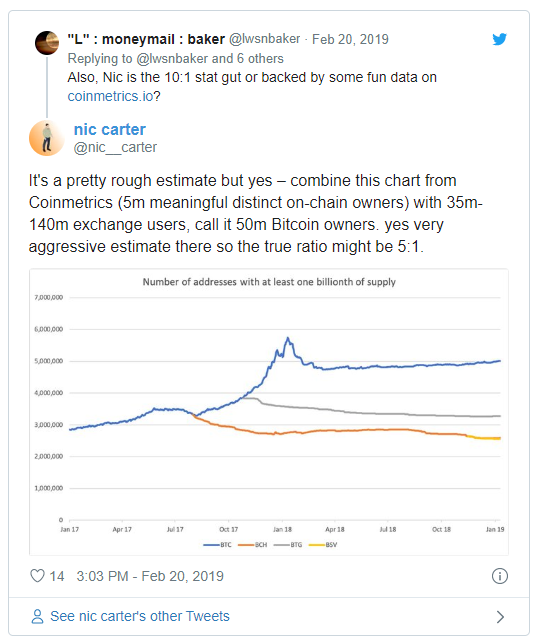 "L" : moneymail : baker @lwsnbaker · Feb 20, 2019
Replying to @lwsnbaker and 6 others
Also, Nic is the 10:1 stat gut or backed by some fun data on
coinmetrics.io?
nic carter
@nic__carter
It's a pretty rough estimate but yes – combine this chart from
Coinmetrics (5m meaningful distinct on-chain owners) with 35m-
140m exchange users, call it 50m Bitcoin owners. yes very
aggressive estimate there so the true ratio might be 5:1.
Number of addresses with at least one billionth of supply
7,000,000
6,000,000
5,000,000
4,000,000
3,000,000
2,000,000
1,000,000
0
Jan 17 Apr 17 Jul 17 Oct 17 Jan 18 Apr 18 Jul 18 Oct 18 Jan 19
BTC BCH BTG BSV
14 3:03 PM - Feb 20, 2019
See nic carter's other Tweets